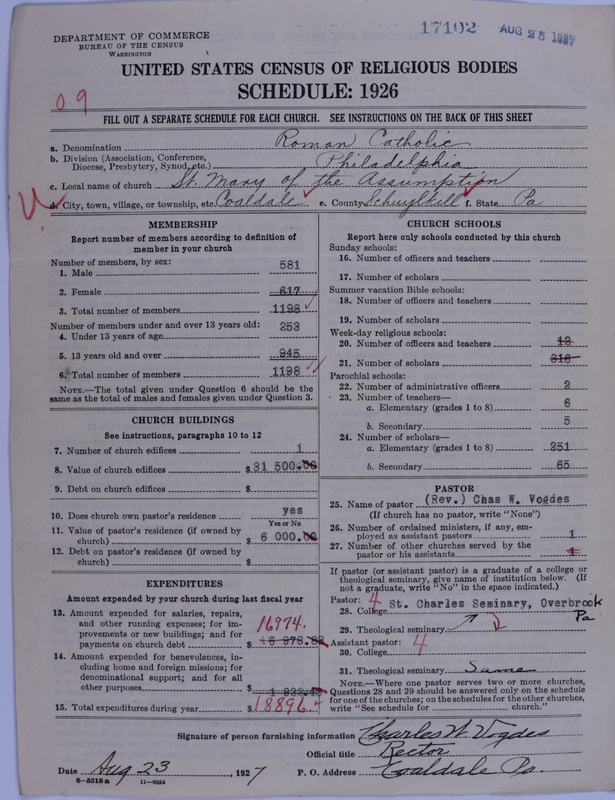 17102 AUG 25 1927
DEPARTMENT OF COMMERCE
BUREAU OF THE CENSUS
WASHINGTON
UNITED STATES CENSUS OF RELIGIOUS BODIES
SCHEDULE: 1926
0 9
FILL OUT A SEPARATE SCHEDULE FOR EACH CHURCH. SEE INSTRUCTIONS ON THE BACK OF THIS SHEET
a. Denomination Roman Catholic
b. Division (Association, Conference,
Diocese, Presbytery, Synod, etc.) Philadelphia
c. Local name of church St. Mary of the Assumption
d. City, town, village, or township, etc. Coaldale e. County Schuylkill f. State Pa
MEMBERSHIP
Report number of members according to definition of
member in your church
Number of members, by sex:
1. Male 581
2. Female 617
3. Total number of members 1198
Number of members under and over 13 years old:
4. Under 13 years of age 253
5. 13 years old and over 945
6. Total number of members 1198
NOTE.—The total given under Question 6 should be the
same as the total of males and females given under Question 3.
CHURCH BUILDINGS
See instructions, paragraphs 10 to 12
7. Number of church edifices 1
8. Value of church edifices $ 31 500.00
9. Debt on church edifices $
10. Does church own pastor's residence yes
Yes or No
11. Value of pastor's residence (if owned by
church) $ 6 000.00
12. Debt on pastor's residence (if owned by
church) $
EXPENDITURES
Amount expended by your church during last fiscal year
13. Amount expended for salaries, repairs,
and other running expenses; for im-
provements or new buildings; and for
payments on church debt $ 16974.
14. Amount expended for benevolences,
including home and foreign missions; for
denominational support; and for all
other purposes $
15. Total expenditures during year $ 18896.
CHURCH SCHOOLS
Report here only schools conducted by this church
Sunday schools:
16. Number of officers and teachers
17. Number of scholars
Summer vacation Bible schools:
18. Number of officers and teachers
19. Number of scholars
Week-day religious schools:
20. Number of officers and teachers 13
21. Number of scholars 316
Parochial schools:
22. Number of administrative officers 2
23. Number of teachers—
a. Elementary (grades 1 to 8) 6
b. Secondary 5
24. Number of scholars—
a. Elementary (grades 1 to 8) 251
b. Secondary 65
PASTOR
25. Name of pastor (Rev.) Chas W. Vogdes
(If church has no pastor, write "None")
26. Number of ordained ministers, if any, em-
ployed as assistant pastors 1
27. Number of other churches served by the
pastor or his assistants 1
If pastor (or assistant pastor) is a graduate of a college or
theological seminary, give name of institution below. (If
not a graduate, write "No" in the space indicated.)
Pastor: 4
28. College St. Charles Seminary, Overbrook
Pa
29. Theological seminary
Assistant pastor: 4
30. College
31. Theological seminary Same
NOTE.—Where one pastor serves two or more churches,
Questions 28 and 29 should be answered only on the schedule
for one of the churches; on the schedules for the other churches,
write "See schedule for church."
Signature of person furnishing information Charles W. Vogdes
Official title Rector
Date Aug 23 1927 P. O. Address Coaldale Pa.
6—5518a 11—9034